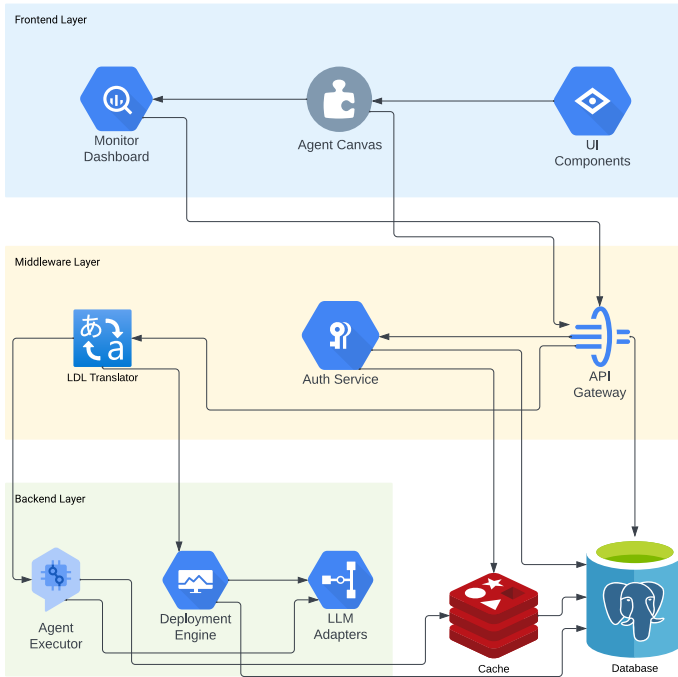 Frontend Layer
Monitor
Dashboard
Agent Canvas
UI
Components
Middleware Layer
あ
a
LDL Translator
Auth Service
API
Gateway
Backend Layer
Agent
Executor
Deployment
Engine
LLM
Adapters
Cache
Database